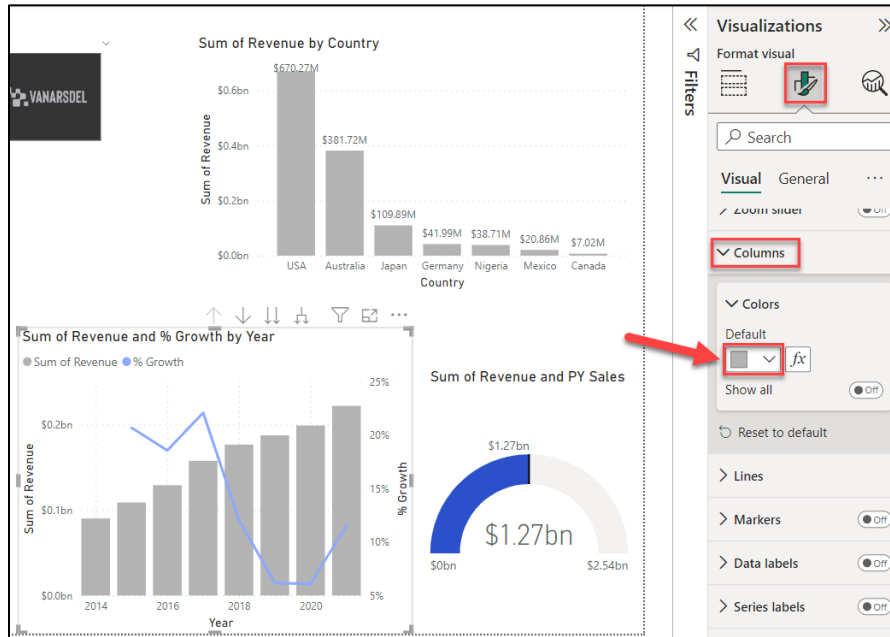 VANARSDEL
Sum of Revenue by Country
$670.27M
$0.6bn
$381.72M
$0.4bn
Sum of Revenue
$0.2bn
$109.89M
$41.99M
$38.71M
$20.86M
$7.02M
$0.0bn
USA Australia Japan Germany Nigeria Mexico Canada
Country
Sum of Revenue and % Growth by Year
Sum of Revenue % Growth
25%
$0.2bn
20%
Sum of Revenue
15%
% Growth
$0.1bn
10%
$0.0bn
5%
2014 2016 2018 2020
Year
Sum of Revenue and PY Sales
$1.27bn
$1.27bn
$0bn
$2.54bn
Filters
Visualizations
Format visual
Search
Visual General
Zoom slider Off
Columns
Colors
Default
fx
Show all Off
Reset to default
Lines
Markers Off
Data labels Off
Series labels Off